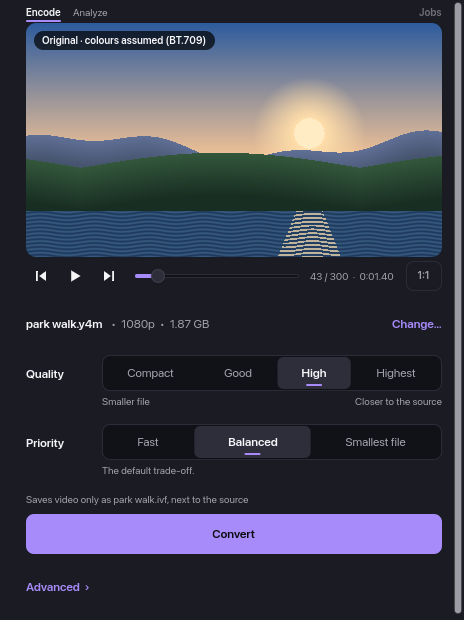 Encode Analyze Jobs
Original · colours assumed (BT.709)
43 / 300 · 0:01.40 1:1
park walk.y4m · 1080p · 1.87 GB Change...
Quality Compact Good High Highest
Smaller file Closer to the source
Priority Fast Balanced Smallest file
The default trade-off.
Saves video only as park walk.ivf, next to the source
Convert
Advanced ›